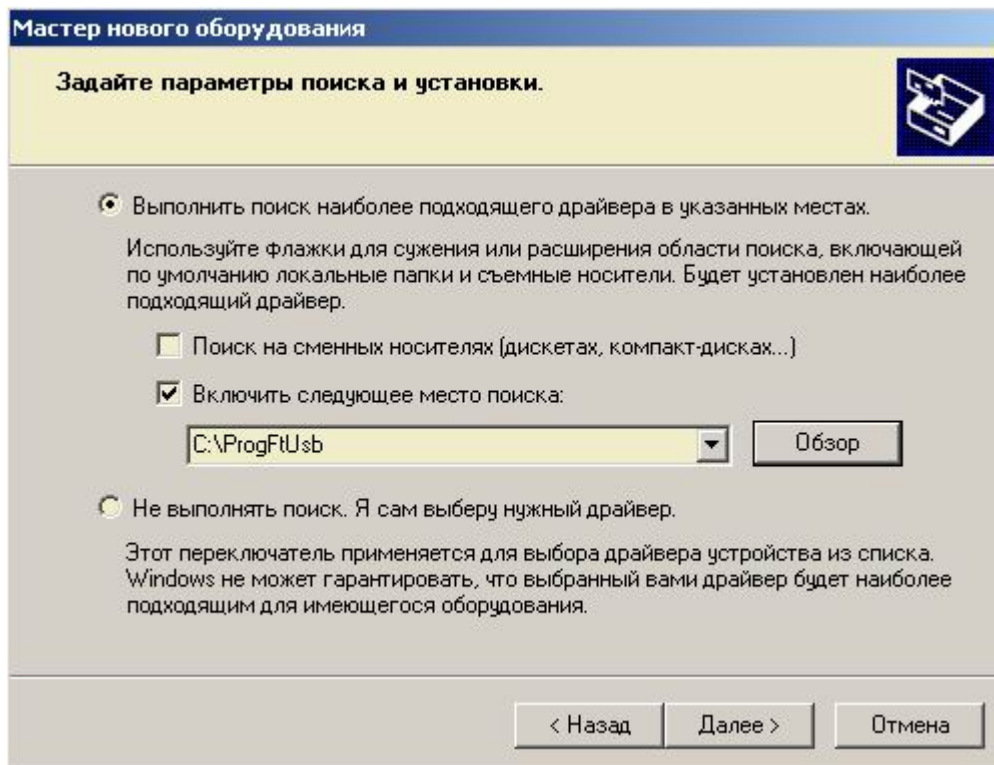 Мастер нового оборудования
Задайте параметры поиска и установки.
Выполнить поиск наиболее подходящего драйвера в указанных местах.
Используйте флажки для сужения или расширения области поиска, включающей
по умолчанию локальные папки и съемные носители. Будет установлен наиболее
подходящий драйвер.
Поиск на сменных носителях (дискетах, компакт-дисках...)
Включить следующее место поиска:
C:\ProgFtUsb
Обзор
Не выполнять поиск. Я сам выберу нужный драйвер.
Этот переключатель применяется для выбора драйвера устройства из списка.
Windows не может гарантировать, что выбранный вами драйвер будет наиболее
подходящим для имеющегося оборудования.
< Назад
Далее >
Отмена